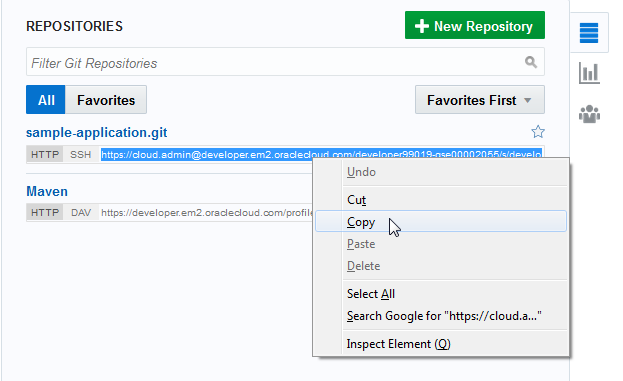 REPOSITORIES
New Repository
Filter Git Repositories
All Favorites Favorites First
sample-application.git
HTTP SSH https://cloud.admin@developer.em2.oraclecloud.com/developer99019-gse00002055/s/develo
Maven
HTTP DAV https://developer.em2.oraclecloud.com/profil
Undo
Cut
Copy
Paste
Delete
Select All
Search Google for "https://cloud.a..."
Inspect Element (Q)